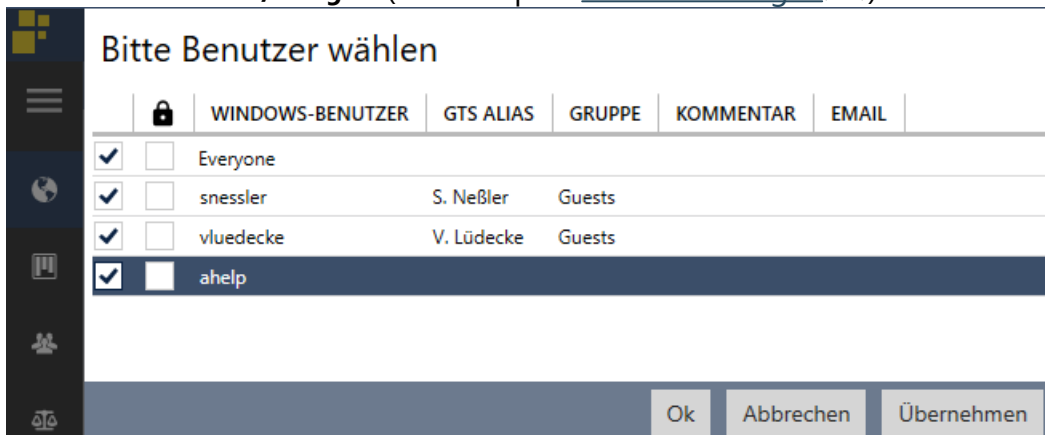 Bitte Benutzer wählen
WINDOWS-BENUTZER GTS ALIAS GRUPPE KOMMENTAR EMAIL
Everyone
snessler S. Neßler Guests
vluedecke V. Lüdecke Guests
ahelp
Ok Abbrechen Übernehmen